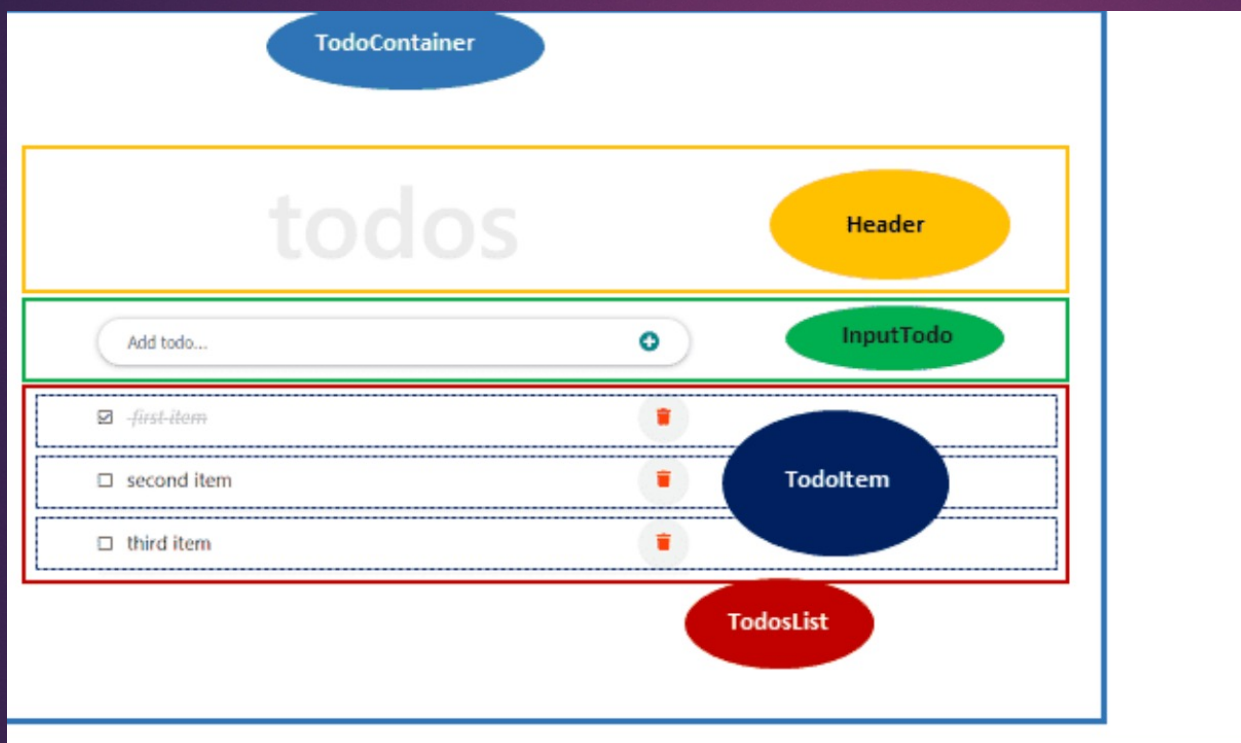 TodoContainer
todos
Header
Add todo...
InputTodo
first item
second item
TodoItem
third item
TodosList